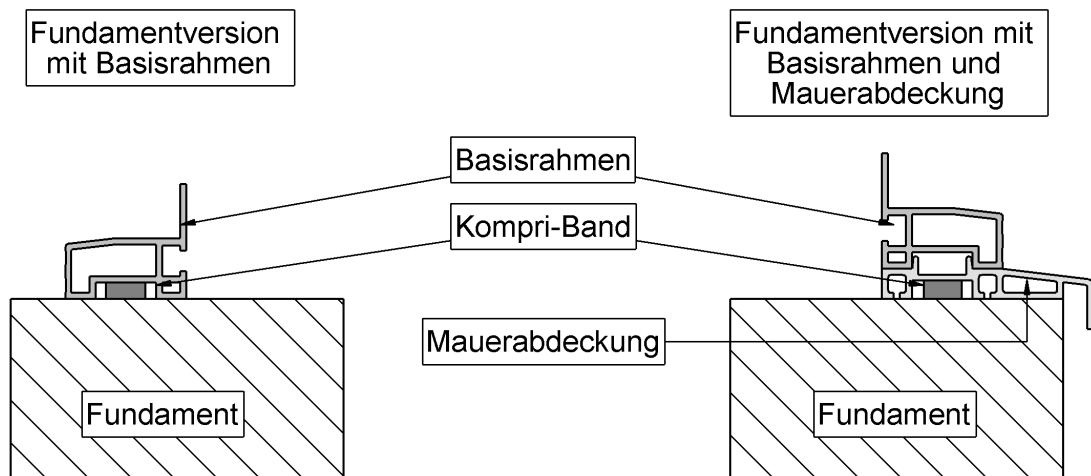 Fundamentversion
mit Basisrahmen
Fundamentversion mit
Basisrahmen und
Mauerabdeckung
Basisrahmen
Kompri-Band
Mauerabdeckung
Fundament
Fundament